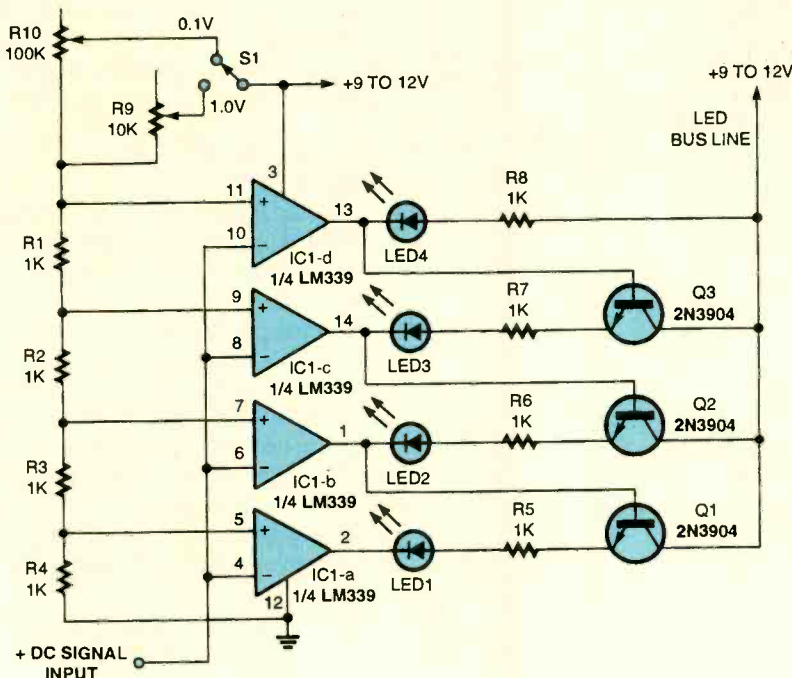 R10
100K
0.1V
S1
+9 TO 12V
R9
10K
1.0V
+9 TO 12V
LED
BUS LINE
3
11
+
10
−
13
IC1-d
1/4 LM339
LED4
R8
1K
R1
1K
9
+
8
−
14
IC1-c
1/4 LM339
LED3
R7
1K
Q3
2N3904
R2
1K
7
+
6
−
1
IC1-b
1/4 LM339
LED2
R6
1K
Q2
2N3904
R3
1K
5
+
4
−
2
12
IC1-a
1/4 LM339
LED1
R5
1K
Q1
2N3904
R4
1K
+ DC SIGNAL
INPUT